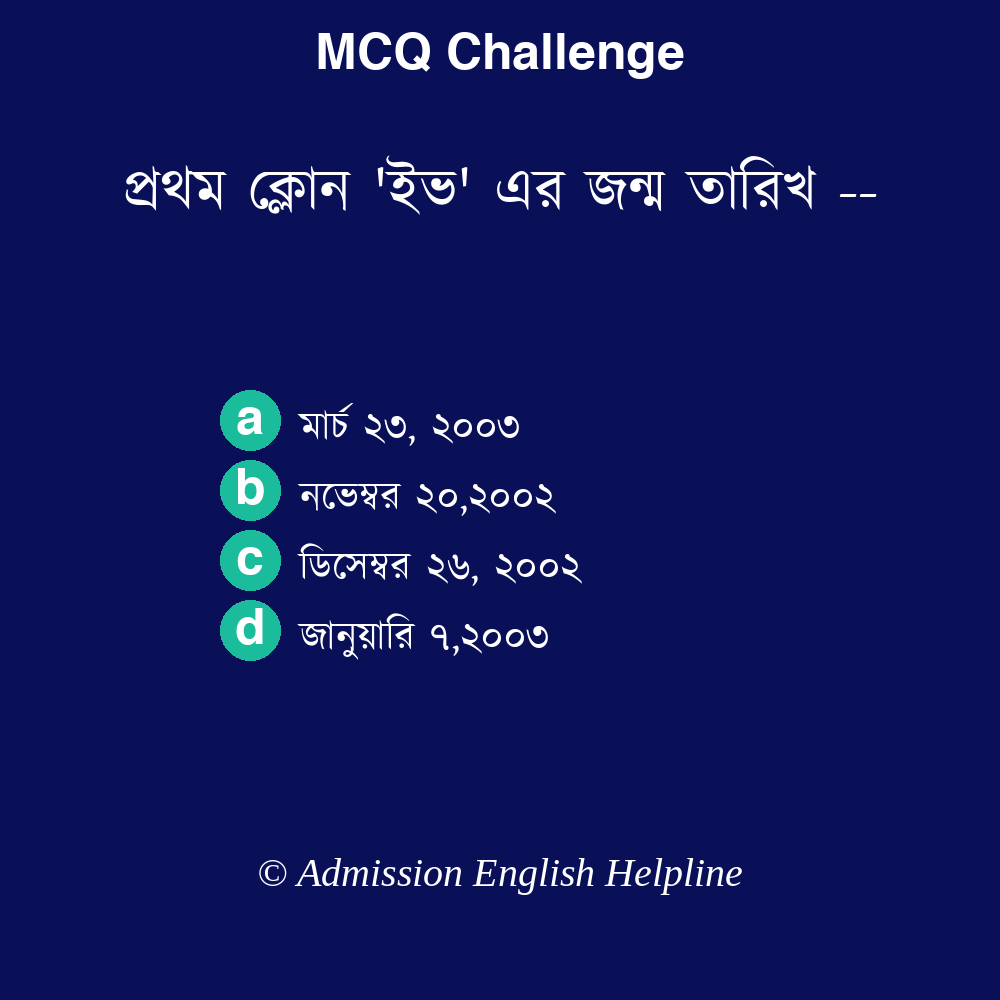 MCQ Challenge
প্রথম ক্লোন 'ইভ' এর জন্ম তারিখ --
a মার্চ ২৩, ২০০৩
b নভেম্বর ২০,২০০২
c ডিসেম্বর ২৬, ২০০২
d জানুয়ারি ৭,২০০৩
© Admission English Helpline